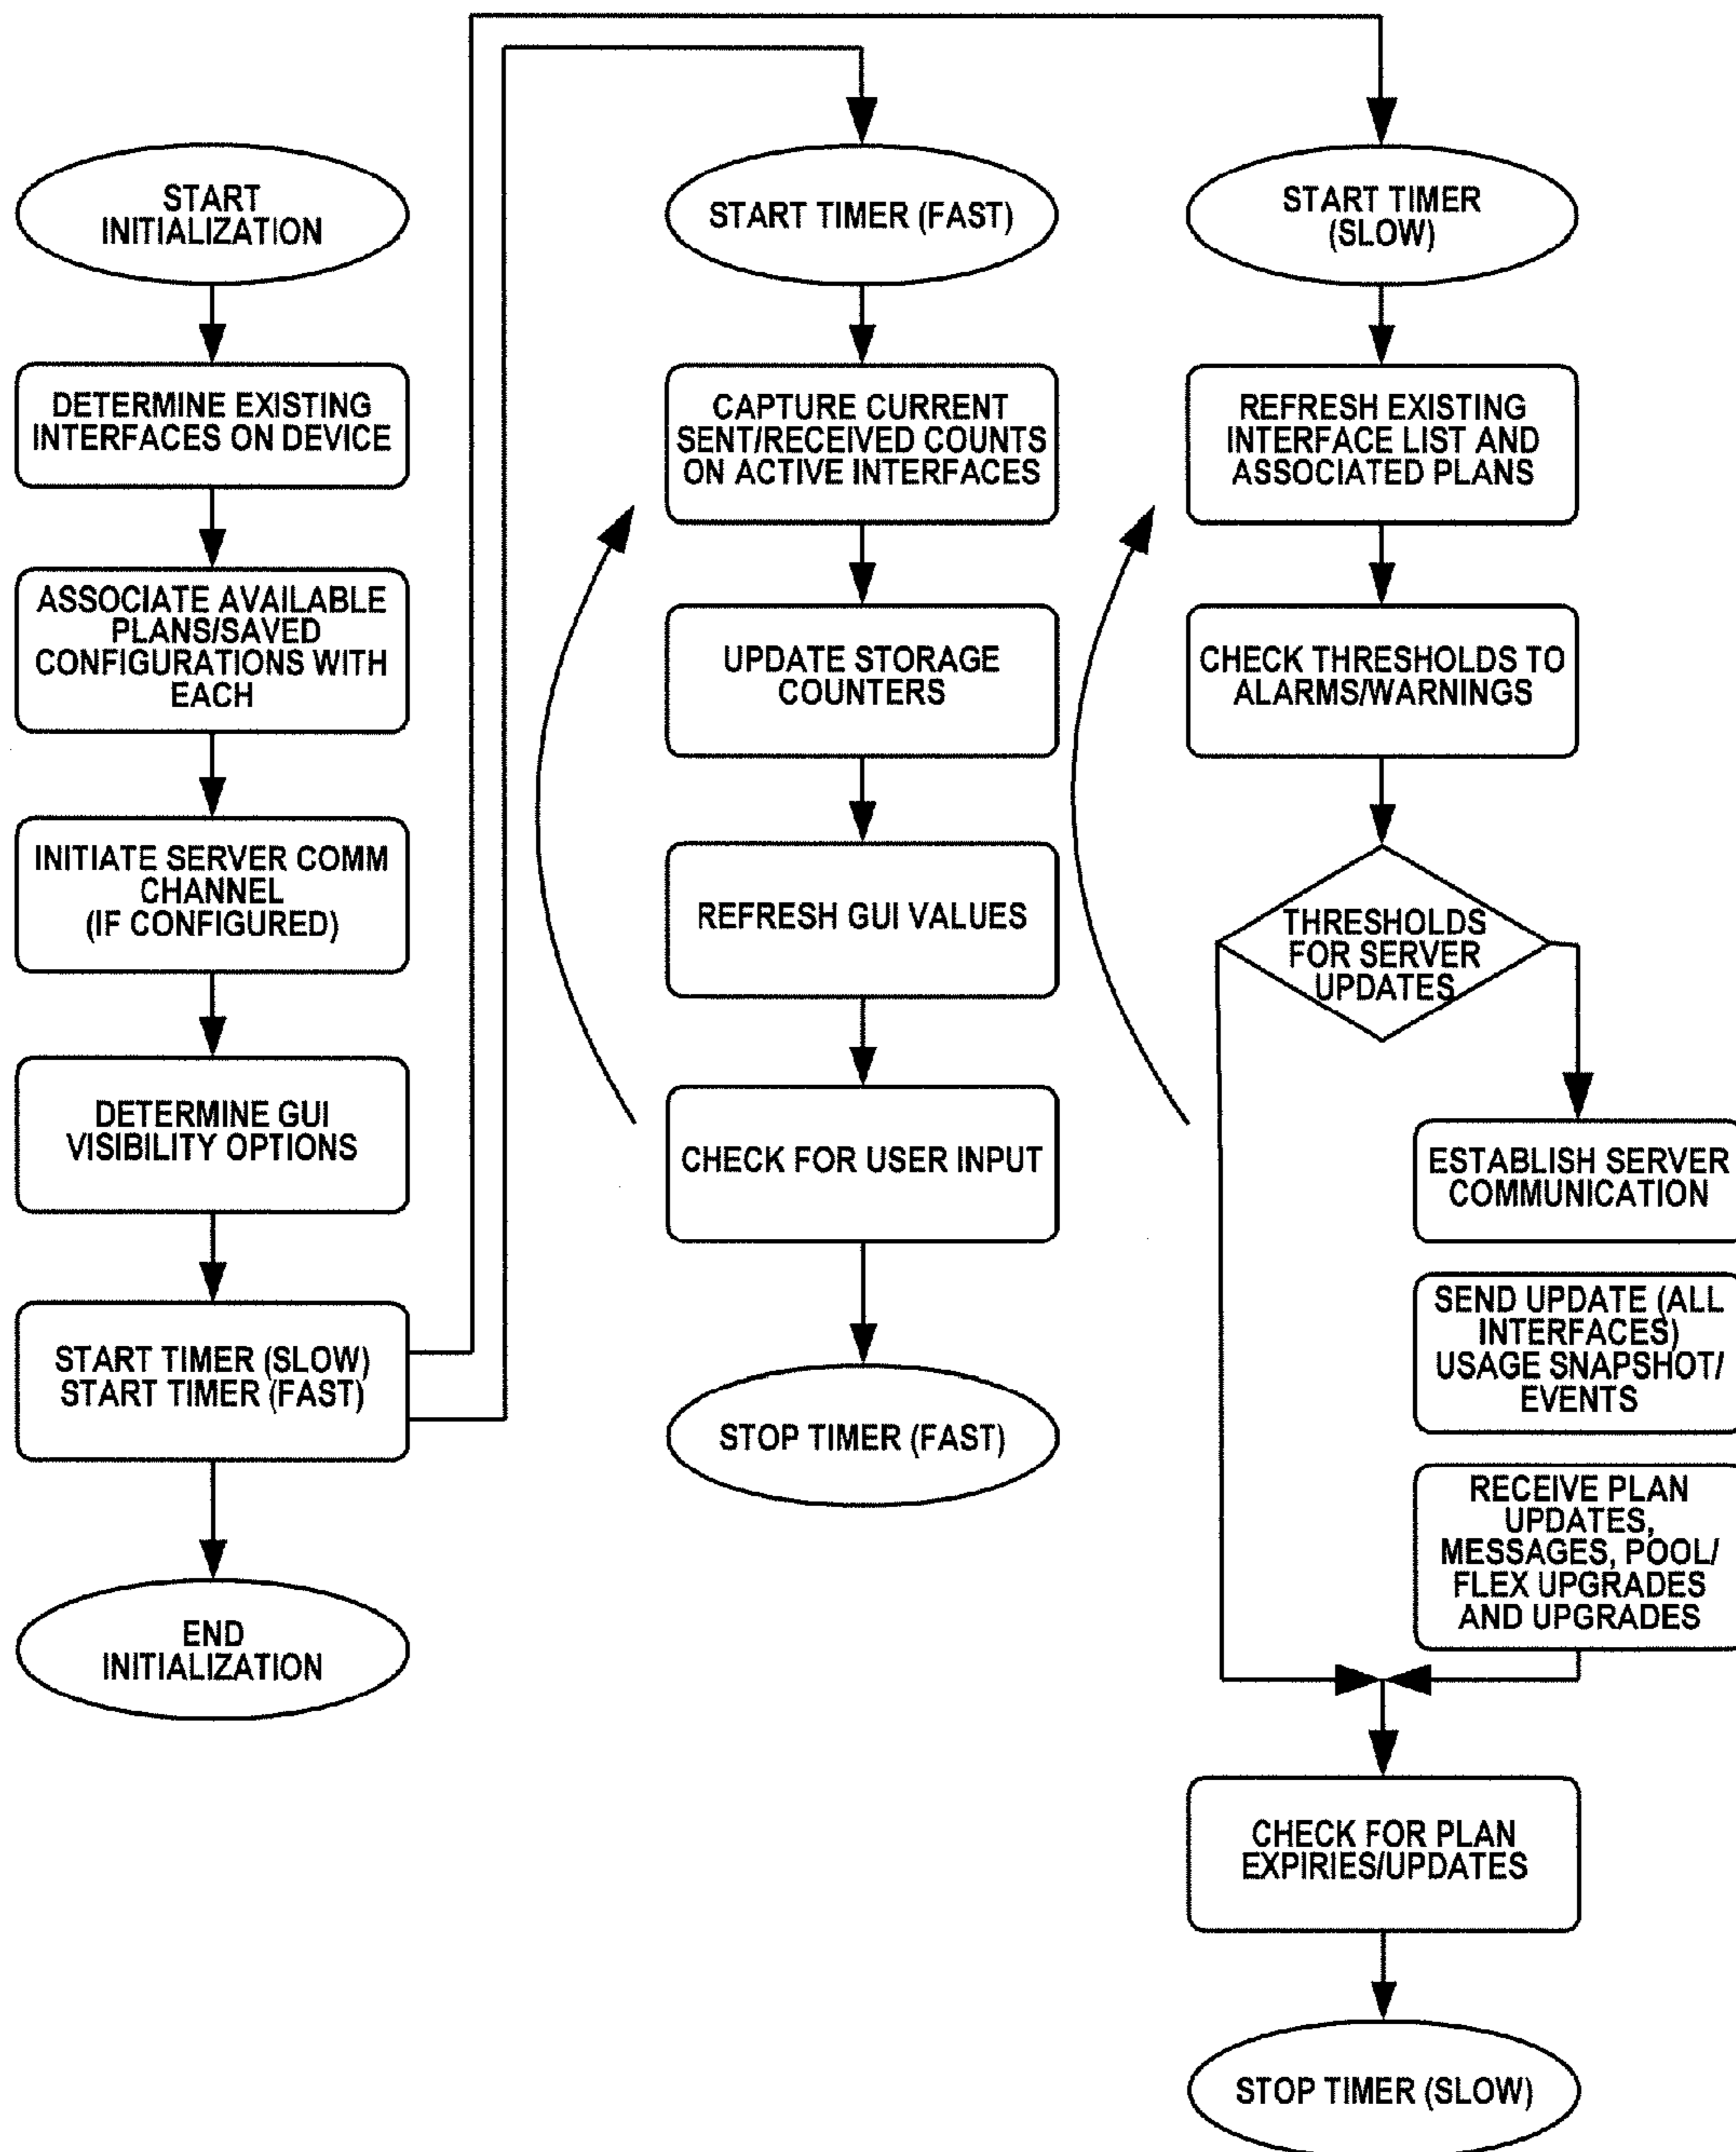 START
INITIALIZATION
DETERMINE EXISTING
INTERFACES ON DEVICE
ASSOCIATE AVAILABLE
PLANS/SAVED
CONFIGURATIONS WITH
EACH
INITIATE SERVER COMM
CHANNEL
(IF CONFIGURED)
DETERMINE GUI
VISIBILITY OPTIONS
START TIMER (SLOW)
START TIMER (FAST)
END
INITIALIZATION
START TIMER (FAST)
CAPTURE CURRENT
SENT/RECEIVED COUNTS
ON ACTIVE INTERFACES
UPDATE STORAGE
COUNTERS
REFRESH GUI VALUES
CHECK FOR USER INPUT
STOP TIMER (FAST)
START TIMER
(SLOW)
REFRESH EXISTING
INTERFACE LIST AND
ASSOCIATED PLANS
CHECK THRESHOLDS TO
ALARMS/WARNINGS
THRESHOLDS
FOR SERVER
UPDATES
ESTABLISH SERVER
COMMUNICATION
SEND UPDATE (ALL
INTERFACES)
USAGE SNAPSHOT/
EVENTS
RECEIVE PLAN
UPDATES,
MESSAGES, POOL/
FLEX UPGRADES
AND UPGRADES
CHECK FOR PLAN
EXPIRIES/UPDATES
STOP TIMER (SLOW)